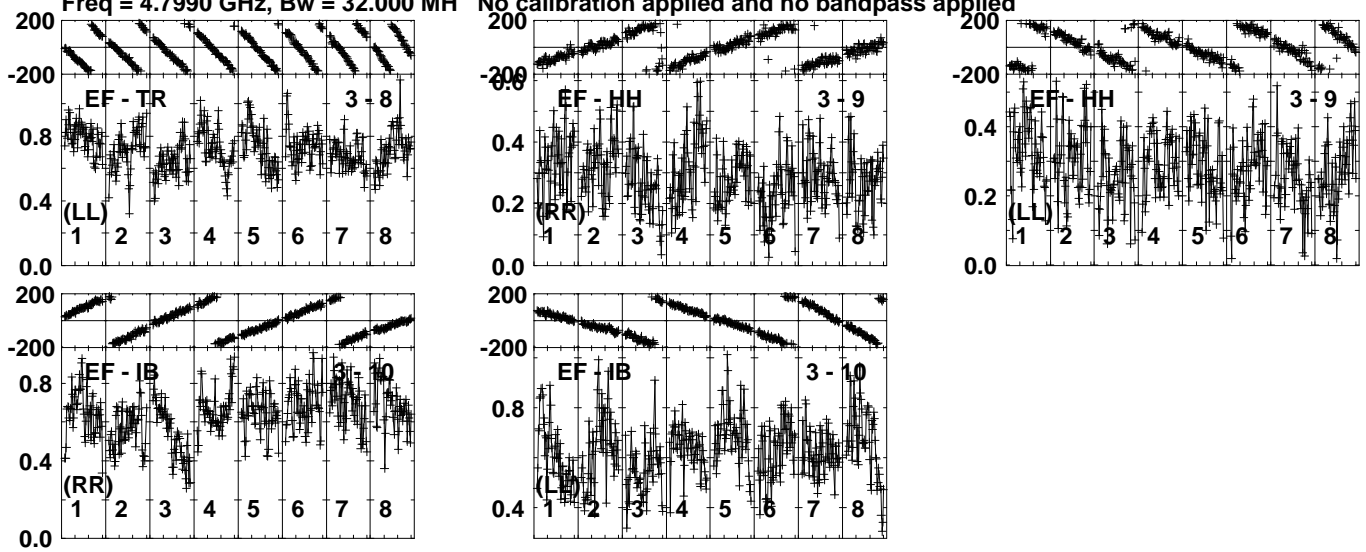 Freq = 4.7990 GHz, Bw = 32.000 MH No calibration applied and no bandpass applied
200
-200
EF - TR 3 - 8
0.8
0.4
(LL)
1 2 3 4 5 6 7 8
0.0
200
-200
0.6
EF - HH 3 - 9
0.4
0.2
(RR)
1 2 3 4 5 6 7 8
0.0
200
-200
EF - HH 3 - 9
0.4
0.2
(LL)
1 2 3 4 5 6 7 8
0.0
200
-200
EF - IB 3 - 10
0.8
0.4
(RR)
1 2 3 4 5 6 7 8
0.0
200
-200
EF - IB 3 - 10
0.8
(LL)
0.4
1 2 3 4 5 6 7 8